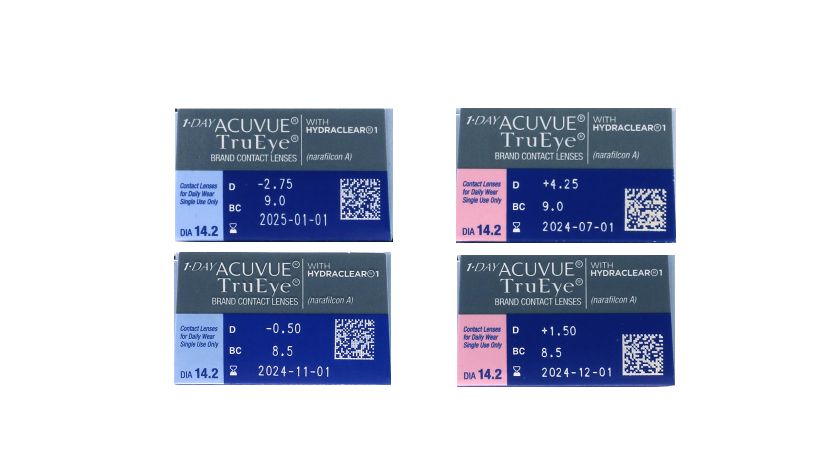 1·DAY ACUVUE® WITH
TruEye® HYDRACLEAR®1
BRAND CONTACT LENSES (narafilcon A)
Contact Lenses
for Daily Wear
Single Use Only
DIA 14.2
D -2.75
BC 9.0
2025-01-01
1·DAY ACUVUE® WITH
TruEye® HYDRACLEAR®1
BRAND CONTACT LENSES (narafilcon A)
Contact Lenses
for Daily Wear
Single Use Only
DIA 14.2
D +4.25
BC 9.0
2024-07-01
1·DAY ACUVUE® WITH
TruEye® HYDRACLEAR®1
BRAND CONTACT LENSES (narafilcon A)
Contact Lenses
for Daily Wear
Single Use Only
DIA 14.2
D -0.50
BC 8.5
2024-11-01
1·DAY ACUVUE® WITH
TruEye® HYDRACLEAR®1
BRAND CONTACT LENSES (narafilcon A)
Contact Lenses
for Daily Wear
Single Use Only
DIA 14.2
D +1.50
BC 8.5
2024-12-01